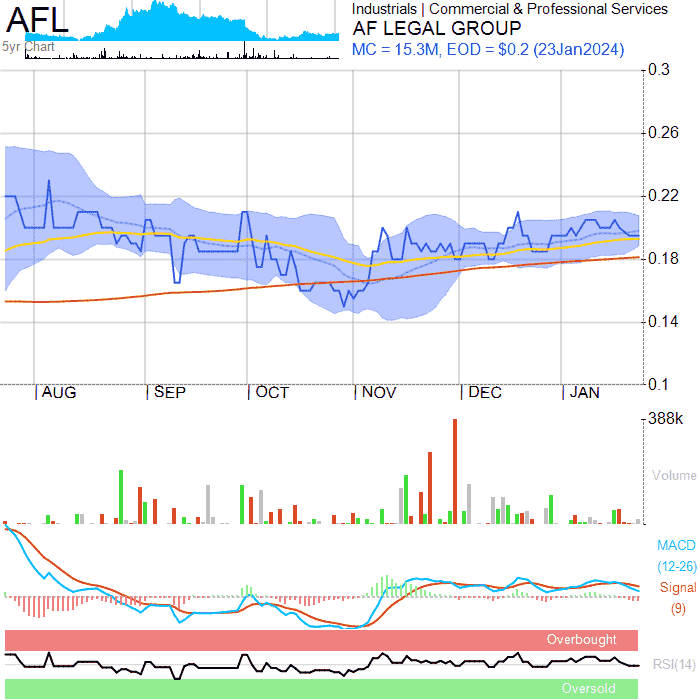 AFL
5yr Chart
Industrials | Commercial & Professional Services
AF LEGAL GROUP
MC = 15.3M, EOD = $0.2 (23Jan2024)
0.3
0.26
0.22
0.18
0.14
0.1
AUG SEP OCT NOV DEC JAN
388k
Volume
MACD
(12-26)
Signal
(9)
Overbought
RSI(14)
Oversold